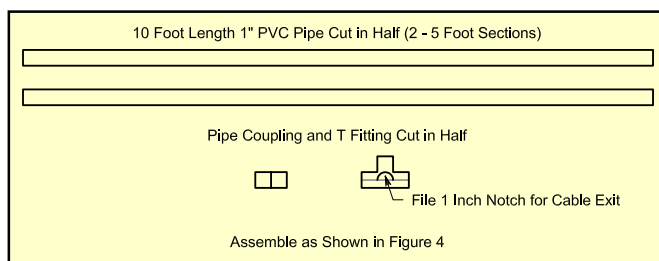 10 Foot Length 1" PVC Pipe Cut in Half (2 - 5 Foot Sections)
Pipe Coupling and T Fitting Cut in Half
File 1 Inch Notch for Cable Exit
Assemble as Shown in Figure 4